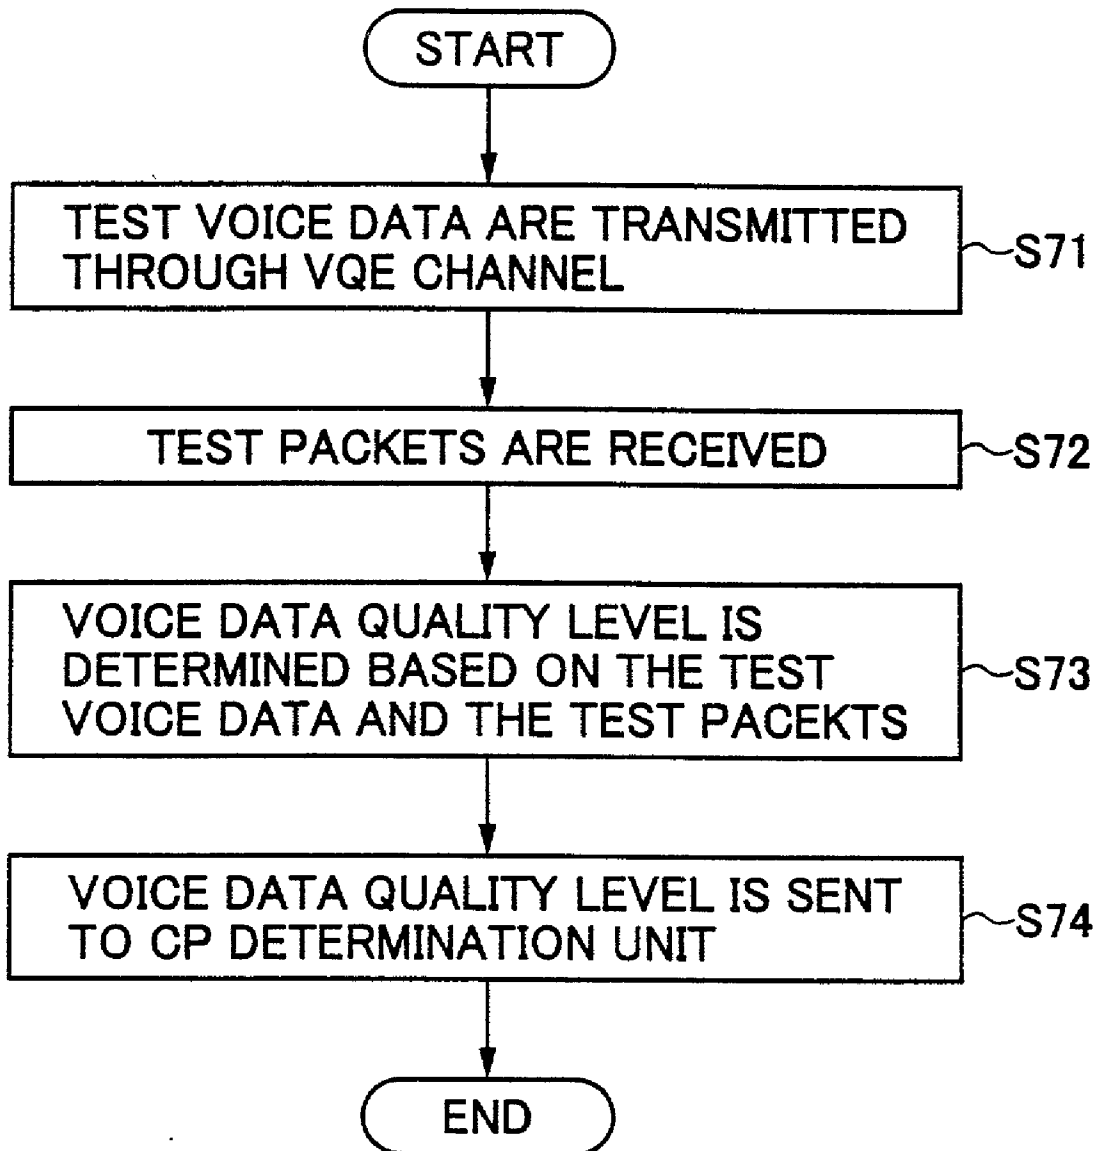 START
TEST VOICE DATA ARE TRANSMITTED
THROUGH VQE CHANNEL
S71
TEST PACKETS ARE RECEIVED
S72
VOICE DATA QUALITY LEVEL IS
DETERMINED BASED ON THE TEST
VOICE DATA AND THE TEST PACEKTS
S73
VOICE DATA QUALITY LEVEL IS SENT
TO CP DETERMINATION UNIT
S74
END